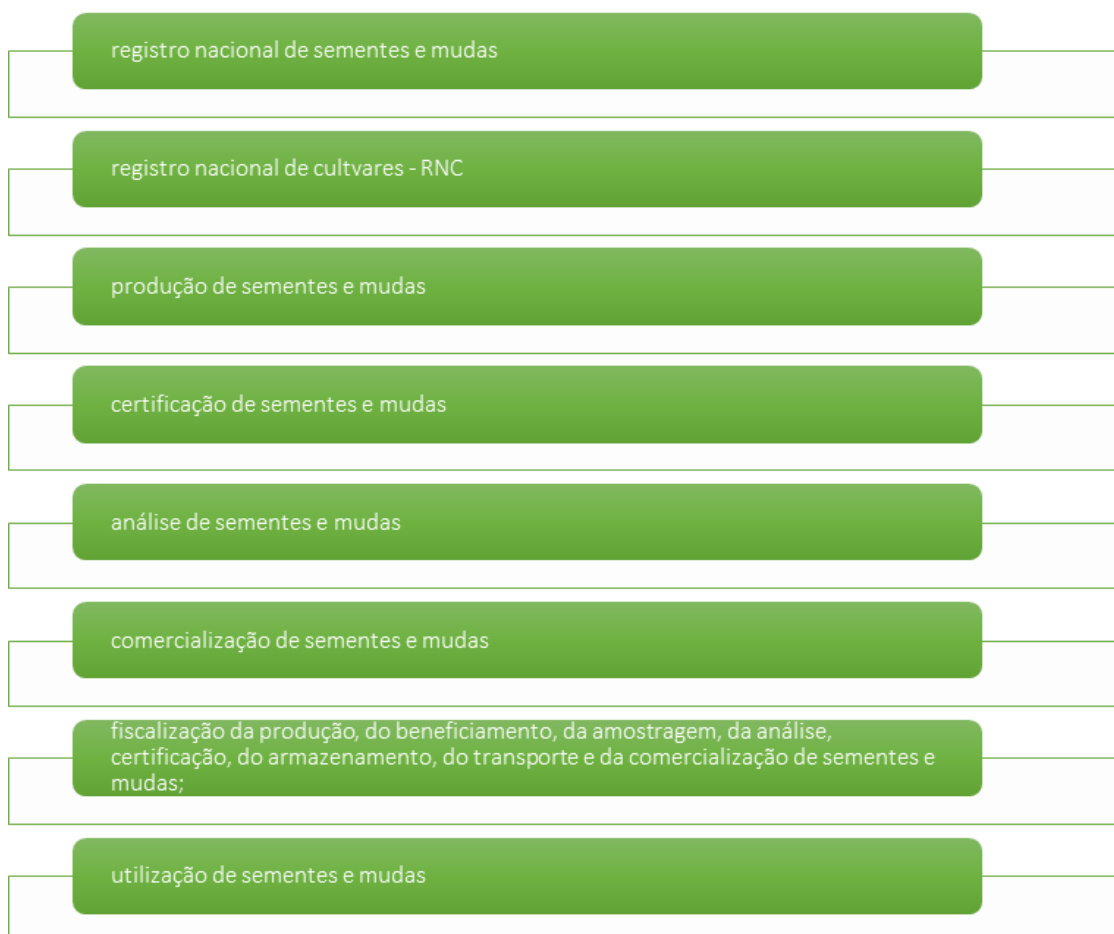 registro nacional de sementes e mudas
registro nacional de cultvares - RNC
produção de sementes e mudas
certificação de sementes e mudas
análise de sementes e mudas
comercialização de sementes e mudas
fiscalização da produção, do beneficiamento, da amostragem, da análise,
certificação, do armazenamento, do transporte e da comercialização de sementes e
mudas;
utilização de sementes e mudas